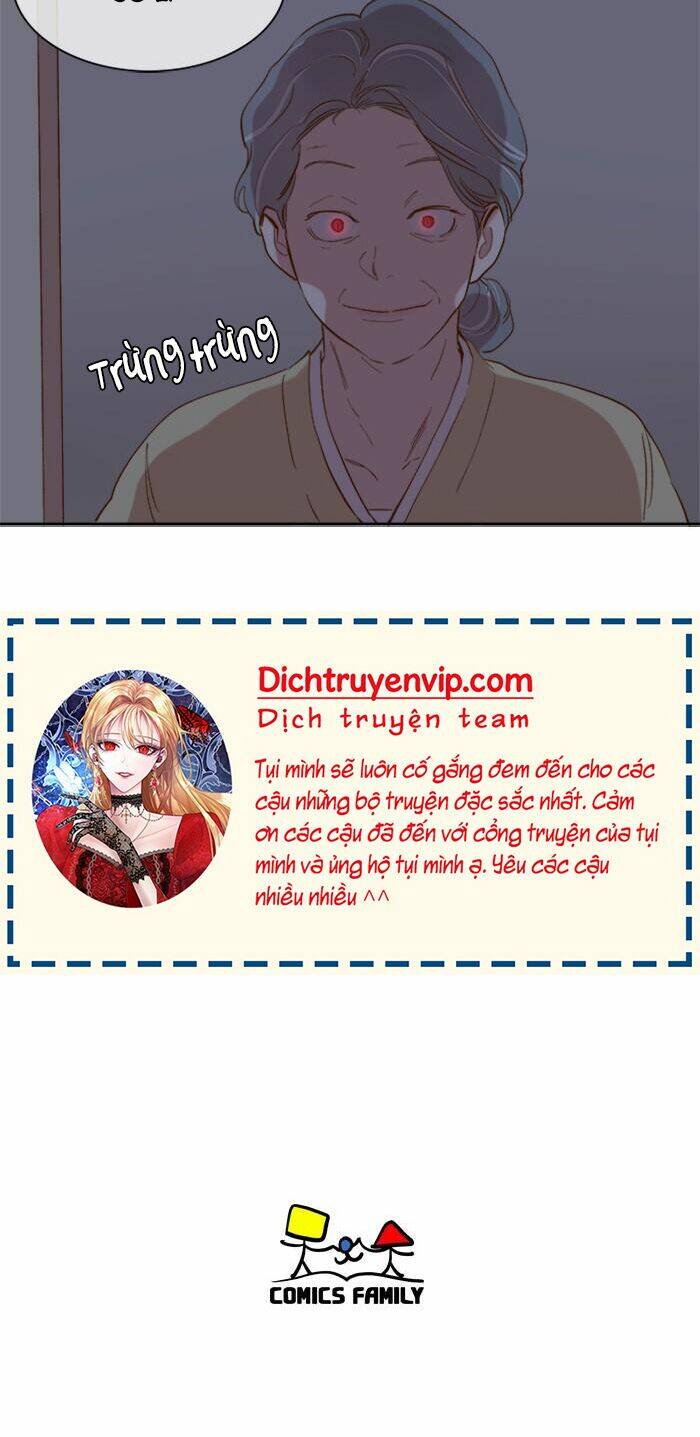 Trừng trừng
Dichtruyenvip.com
Dịch truyện team
Tụi mình sẽ luôn cố gắng đem đến cho các
cậu những bộ truyện đặc sắc nhất. Cảm
ơn các cậu đã đến với cổng truyện của tụi
mình và ủng hộ tụi mình ạ. Yêu các cậu
nhiều nhiều ^^
COMICS FAMILY